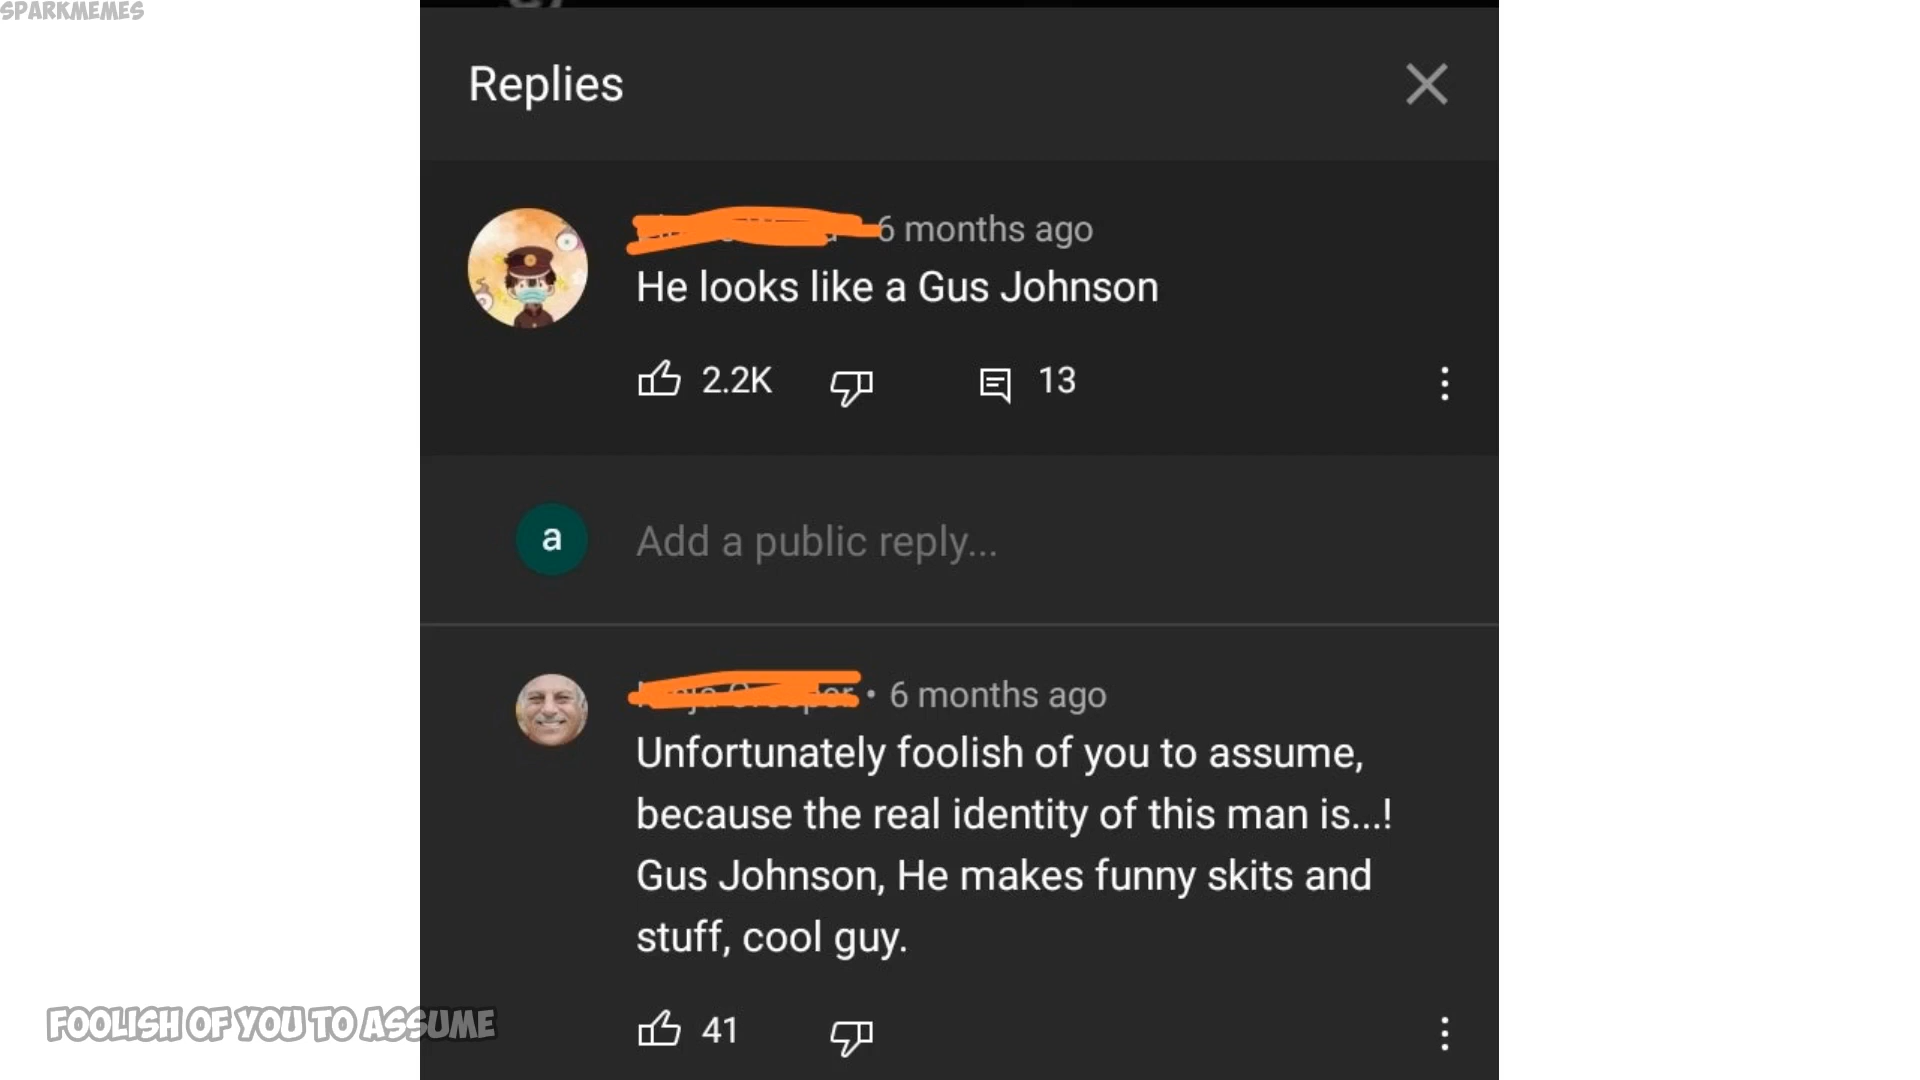 SPARKMEMES
Replies
6 months ago
He looks like a Gus Johnson
2.2K 13
a Add a public reply...
• 6 months ago
Unfortunately foolish of you to assume,
because the real identity of this man is...!
Gus Johnson, He makes funny skits and
stuff, cool guy.
FOOLISH OF YOU TO ASSUME
41